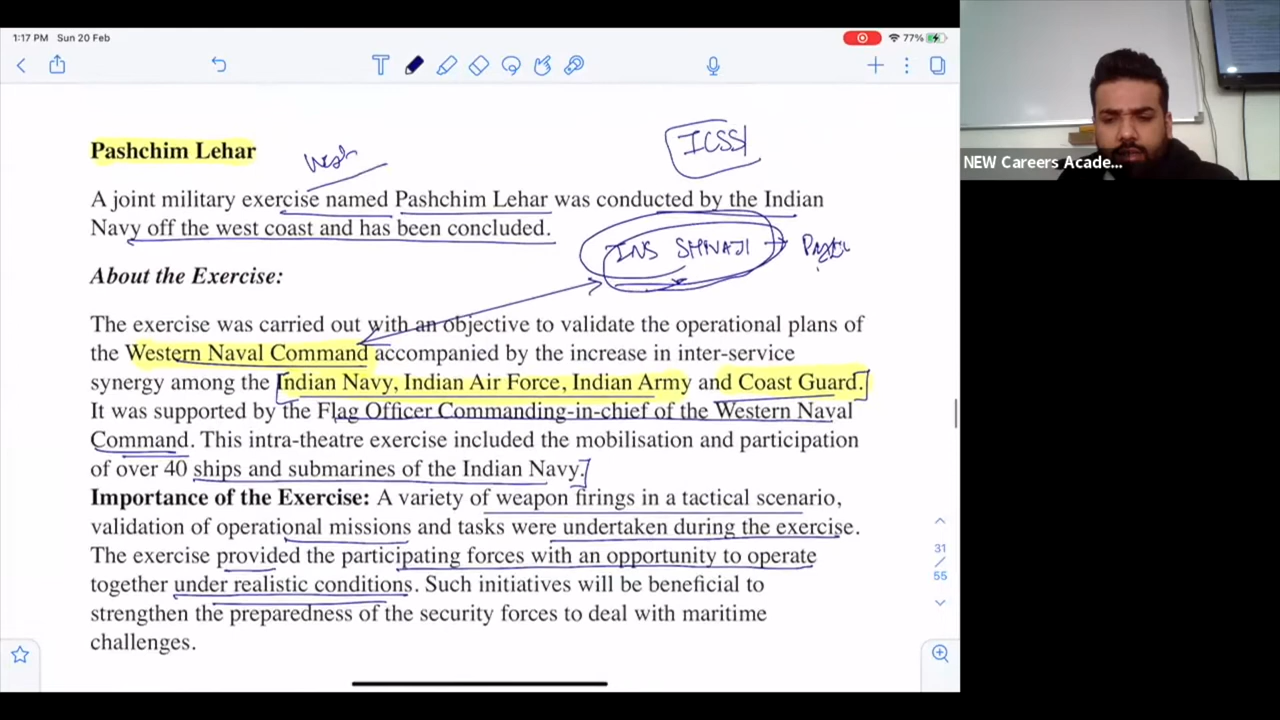 1:17 PM Sun 20 Feb
77%
Pashchim Lehar
West
ICSSI
A joint military exercise named Pashchim Lehar was conducted by the Indian
Navy off the west coast and has been concluded.
INS
About the Exercise:
The exercise was carried out with an objective to validate the operational plans of
the Western Naval Command accompanied by the increase in inter-service
synergy among the Indian Navy, Indian Air Force, Indian Army and Coast Guard.
It was supported by the Flag Officer Commanding-in-chief of the Western Naval
Command. This intra-theatre exercise included the mobilisation and participation
of over 40 ships and submarines of the Indian Navy.
Importance of the Exercise: A variety of weapon firings in a tactical scenario,
validation of operational missions and tasks were undertaken during the exercise.
The exercise provided the participating forces with an opportunity to operate
together under realistic conditions. Such initiatives will be beneficial to
strengthen the preparedness of the security forces to deal with maritime
challenges.
31
/
55
NEW Careers Acade...